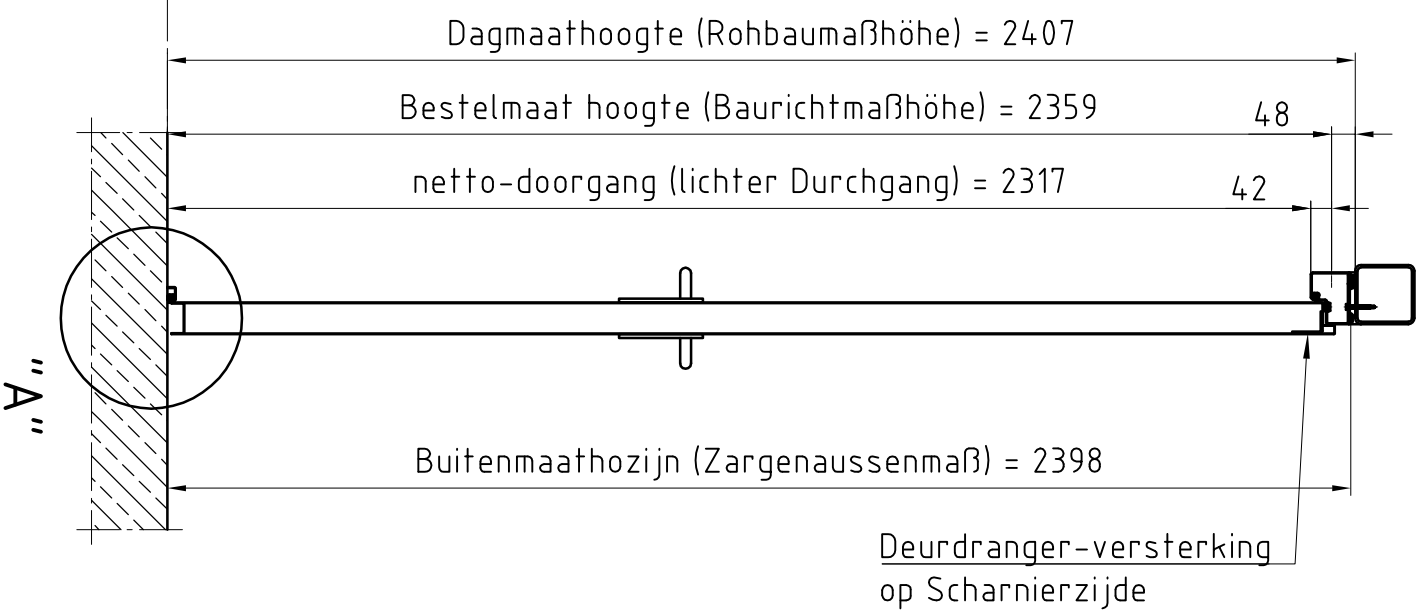 Dagmaathoogte (Rohbaumaßhöhe) = 2407
Bestelmaat hoogte (Baurichtmaßhöhe) = 2359
48
netto-doorgang (lichter Durchgang) = 2317
42
"A"
Buitenmaathozijn (Zargenaussenmaß) = 2398
Deurdranger-versterking
op Scharnierzijde